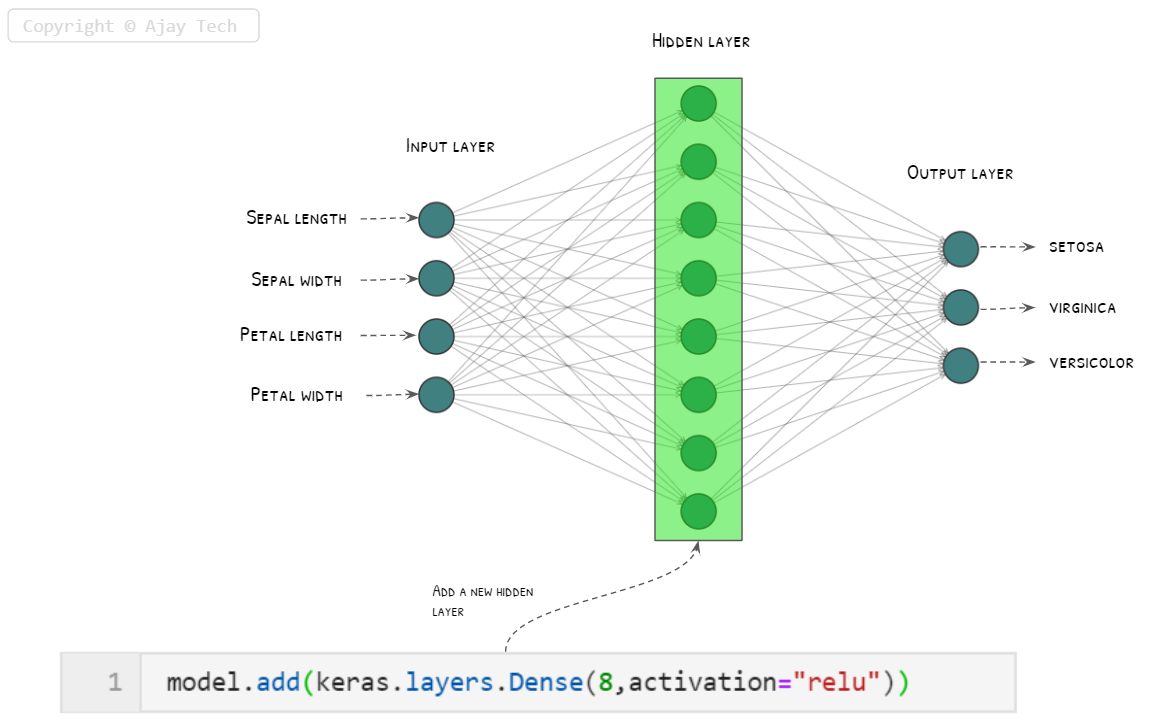 Copyright © Ajay Tech
Hidden layer
Input layer
Output layer
Sepal length
Sepal width
Petal length
Petal width
setosa
virginica
versicolor
Add a new hidden
layer
1 model.add(keras.layers.Dense(8,activation="relu"))